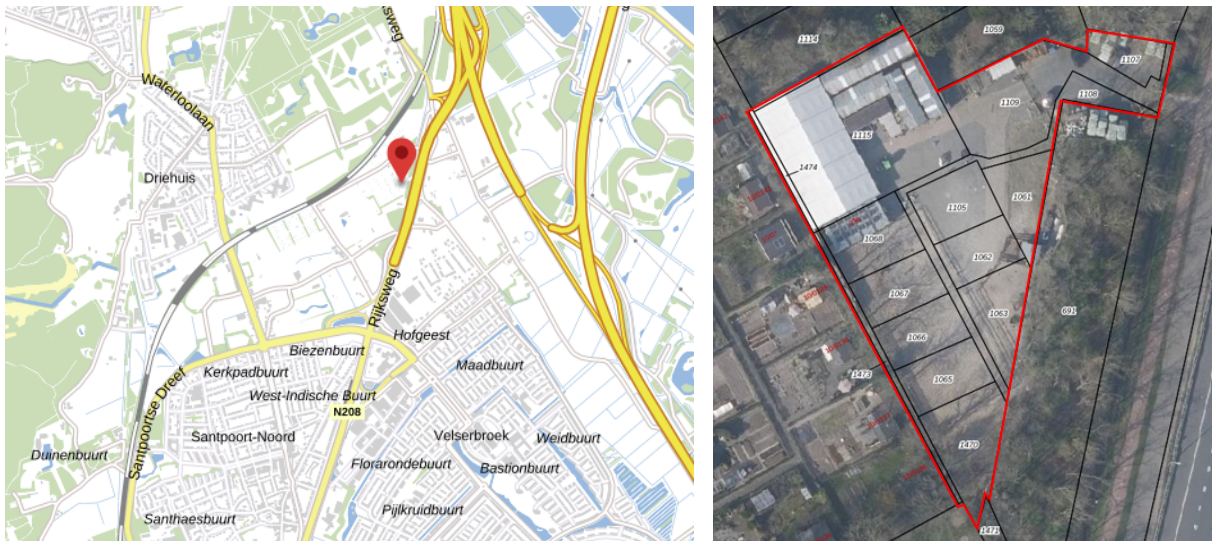 Rijksweg
Waterloolaan
Driehuis
Rijksweg
Hofgeest
Biezenbuurt
Kerkpadbuurt
Maadbuurt
West-Indische Buurt
N208
Santpoortse Dreef
Santpoort-Noord
Velserbroek
Weidbuurt
Duinenbuurt
Florarondebuurt
Bastionbuurt
Pijlkruidbuurt
Santhaesbuurt
1114
1059
1107
1108
1109
1115
1474
1105
1061
1068
1062
1067
1063
691
1066
1473
1065
1470
1471